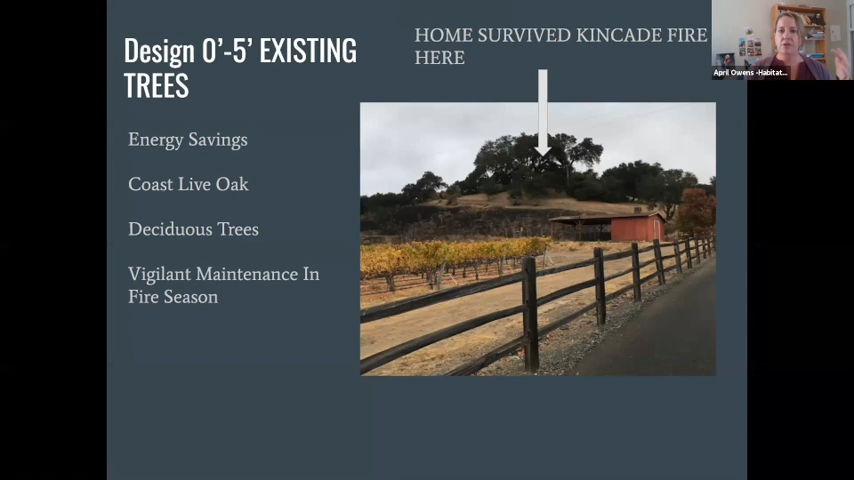 Design 0'-5' EXISTING
TREES
HOME SURVIVED KINCADE FIRE
HERE
Energy Savings
Coast Live Oak
Deciduous Trees
Vigilant Maintenance In
Fire Season
April Owens -Habitat...